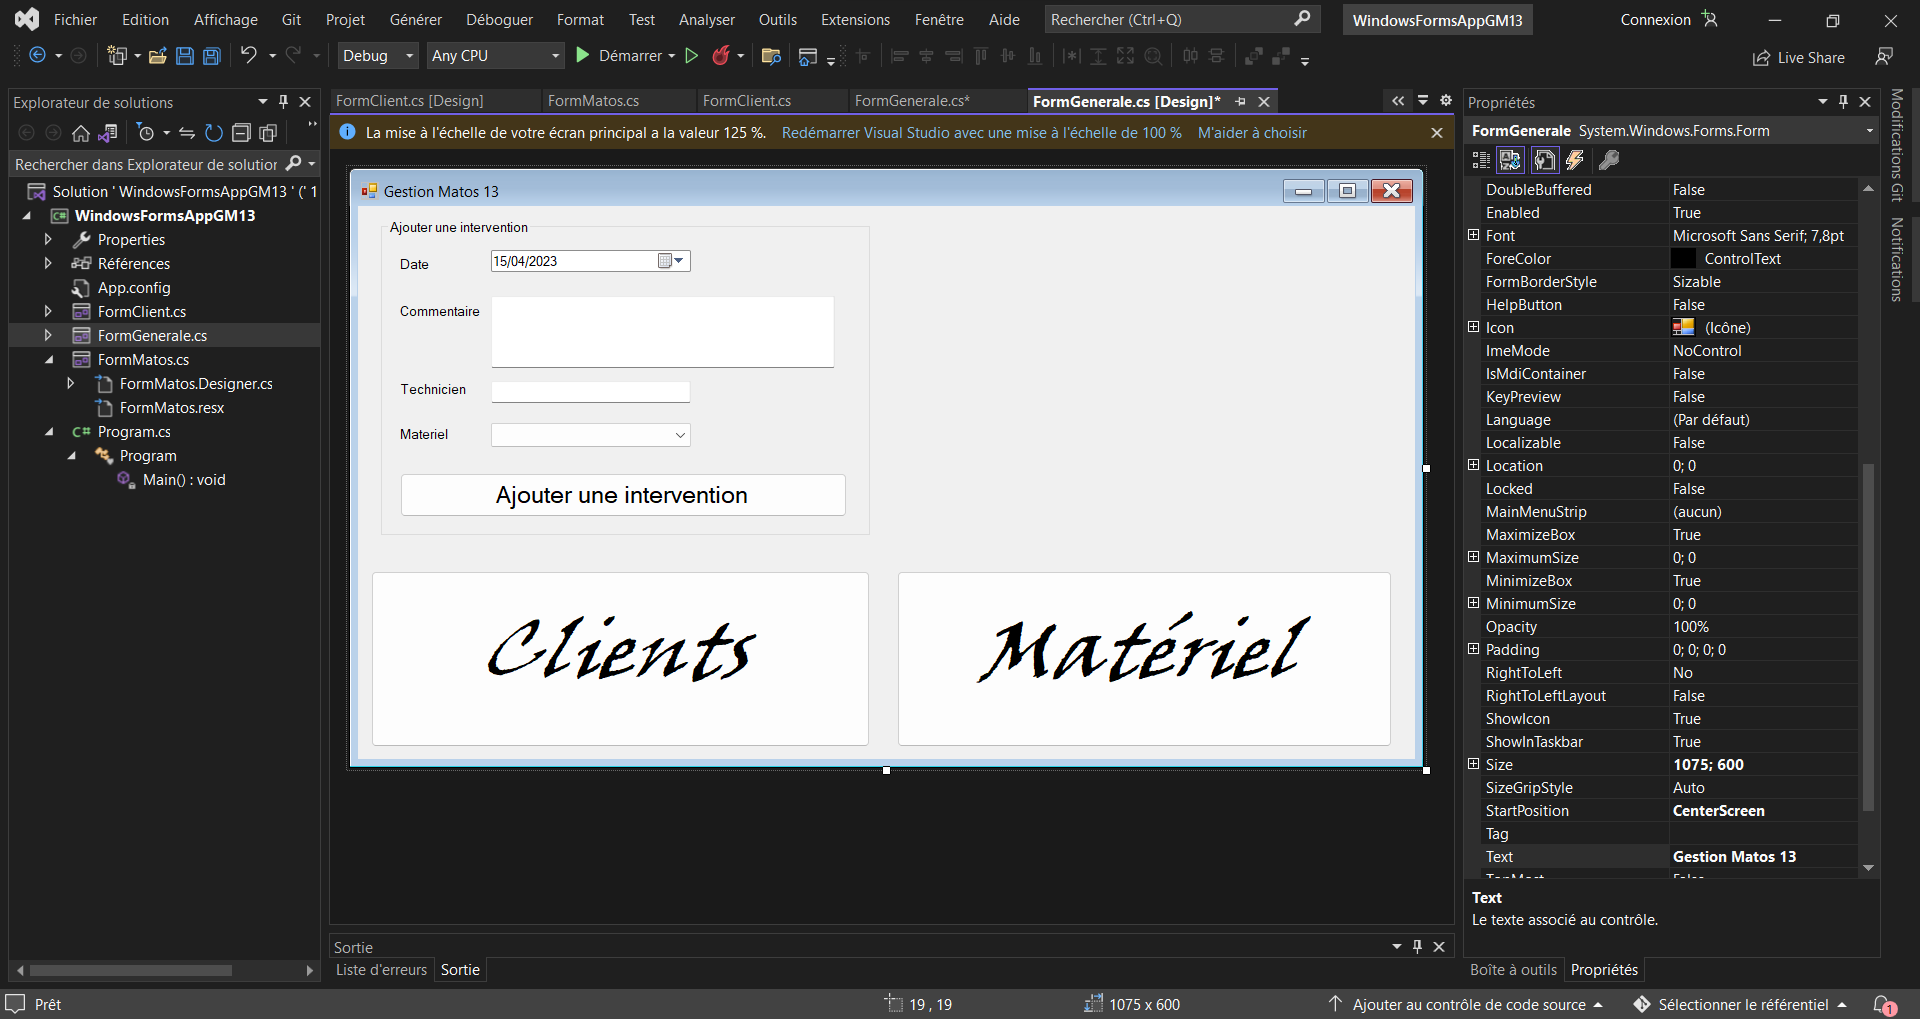 Fichier Edition Affichage Git Projet Générer Déboguer Format Test Analyser Outils Extensions Fenêtre Aide Rechercher (Ctrl+Q) WindowsFormsAppGM13 Connexion
Debug Any CPU Démarrer Live Share
Explorateur de solutions
Rechercher dans Explorateur de solution
Solution ' WindowsFormsAppGM13 ' (' 1
WindowsFormsAppGM13
Properties
Références
App.config
FormClient.cs
FormGenerale.cs
FormMatos.cs
FormMatos.Designer.cs
FormMatos.resx
Program.cs
Program
Main() : void
FormClient.cs [Design] FormMatos.cs FormClient.cs FormGenerale.cs* FormGenerale.cs [Design]*
La mise à l'échelle de votre écran principal a la valeur 125 %. Redémarrer Visual Studio avec une mise à l'échelle de 100 % M'aider à choisir
Gestion Matos 13
Ajouter une intervention
Date 15/04/2023
Commentaire
Technicien
Materiel
Ajouter une intervention
Clients Matériel
Sortie
Liste d'erreurs Sortie
Propriétés
FormGenerale System.Windows.Forms.Form
DoubleBuffered False
Enabled True
Font Microsoft Sans Serif; 7,8pt
ForeColor ControlText
FormBorderStyle Sizable
HelpButton False
Icon (Icône)
ImeMode NoControl
IsMdiContainer False
KeyPreview False
Language (Par défaut)
Localizable False
Location 0; 0
Locked False
MainMenuStrip (aucun)
MaximizeBox True
MaximumSize 0; 0
MinimizeBox True
MinimumSize 0; 0
Opacity 100%
Padding 0; 0; 0; 0
RightToLeft No
RightToLeftLayout False
ShowIcon True
ShowInTaskbar True
Size 1075; 600
SizeGripStyle Auto
StartPosition CenterScreen
Tag
Text Gestion Matos 13
TopMost False
Text
Le texte associé au contrôle.
Boîte à outils Propriétés
Modifications Git
Notifications
Prêt 19 , 19 1075 x 600 Ajouter au contrôle de code source Sélectionner le référentiel 1